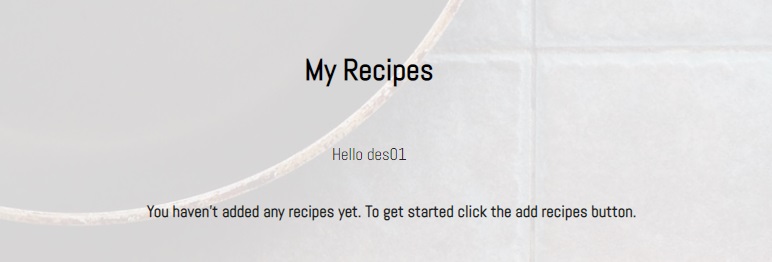 My Recipes
Hello des01
You haven't added any recipes yet. To get started click the add recipes button.